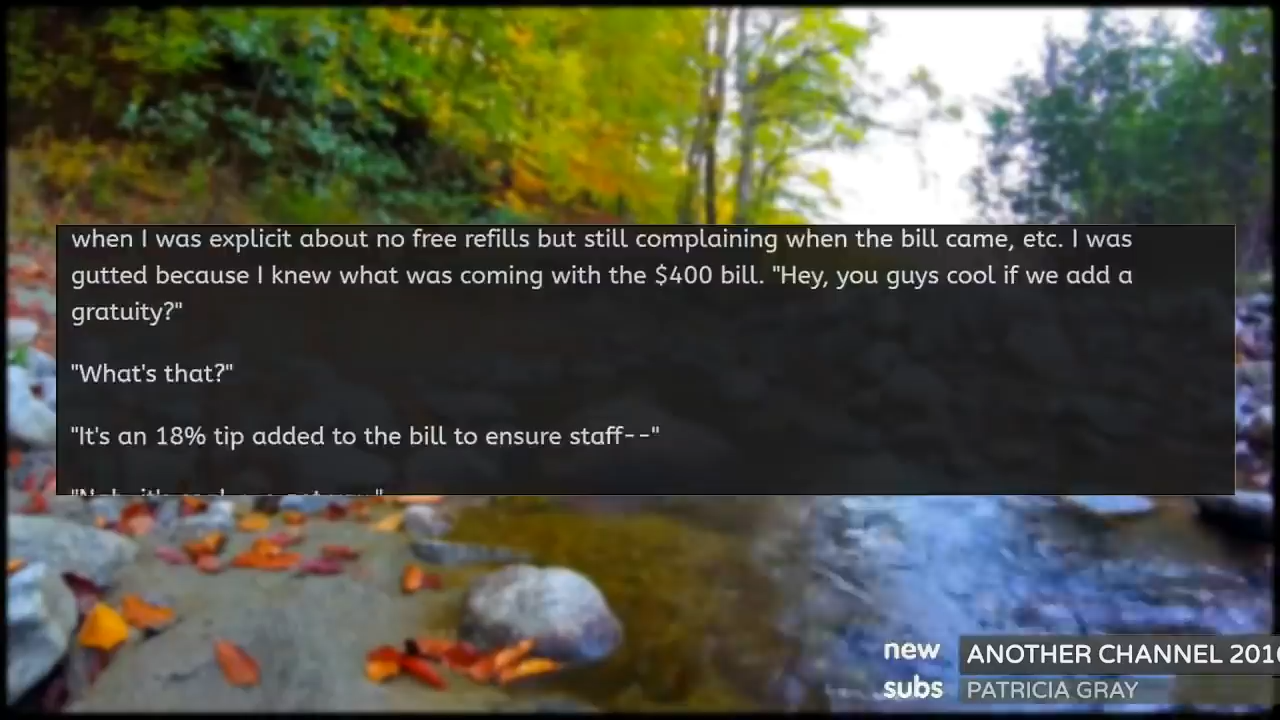 when I was explicit about no free refills but still complaining when the bill came, etc. I was
gutted because I knew what was coming with the $400 bill. "Hey, you guys cool if we add a
gratuity?"
"What's that?"
"It's an 18% tip added to the bill to ensure staff--"
new
ANOTHER CHANNEL 201
subs
PATRICIA GRAY